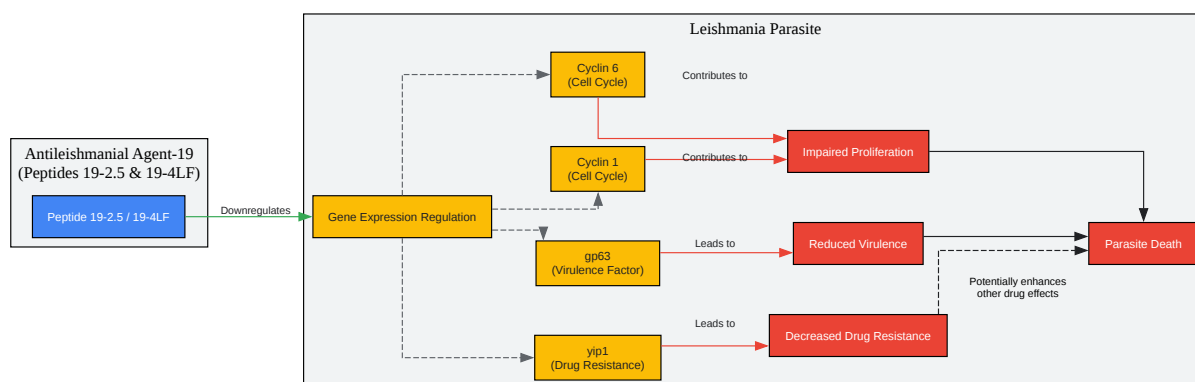 Leishmania Parasite
Cyclin 6
(Cell Cycle)
Contributes to
Antileishmanial Agent-19
(Peptides 19-2.5 & 19-4LF)
Impaired Proliferation
Cyclin 1
(Cell Cycle)
Contributes to
Peptide 19-2.5 / 19-4LF
Downregulates
Gene Expression Regulation
gp63
(Virulence Factor)
Leads to
Reduced Virulence
Parasite Death
Potentially enhances
other drug effects
yip1
(Drug Resistance)
Leads to
Decreased Drug Resistance